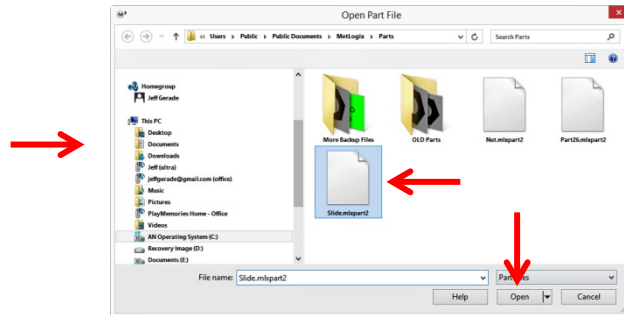 M³ Open Part File
« Users ▸ Public ▸ Public Documents ▸ MetLogix ▸ Parts
Search Parts
Homegroup
Jeff Gerade
This PC
Desktop
Documents
Downloads
Jeff (ultra)
jeffgerade@gmail.com (office)
Music
Pictures
PlayMemories Home - Office
Videos
AN Operating System (C:)
Recovery Image (D:)
Documents (E:)
More Backup Files
OLD Parts
Nut.mlxpart2
Part26.mlxpart2
Slide.mlxpart2
File name: Slide.mlxpart2
Help Open Cancel